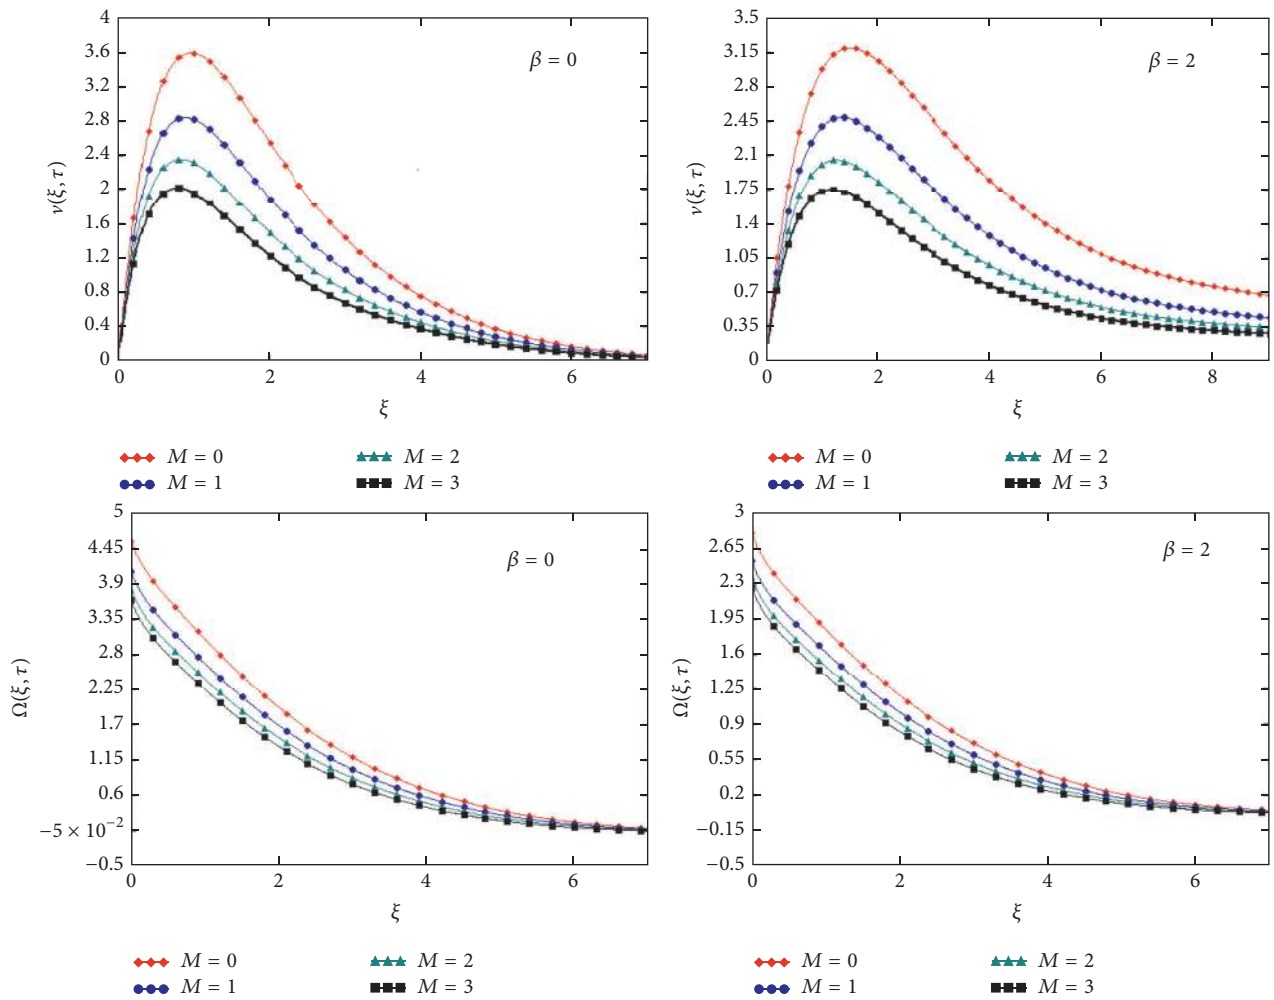 4
3.6
3.2
2.8
2.4
2
1.6
1.2
0.8
0.4
0
ν(ξ, τ)
β = 0
0 2 4 6
ξ
M = 0 M = 2
M = 1 M = 3
3.5
3.15
2.8
2.45
2.1
1.75
1.4
1.05
0.7
0.35
0
ν(ξ, τ)
β = 2
0 2 4 6 8
ξ
M = 0 M = 2
M = 1 M = 3
5
4.45
3.9
3.35
2.8
2.25
1.7
1.15
0.6
−5 × 10⁻²
−0.5
Ω(ξ, τ)
β = 0
0 2 4 6
ξ
M = 0 M = 2
M = 1 M = 3
3
2.65
2.3
1.95
1.6
1.25
0.9
0.55
0.2
−0.15
−0.5
Ω(ξ, τ)
β = 2
0 2 4 6
ξ
M = 0 M = 2
M = 1 M = 3